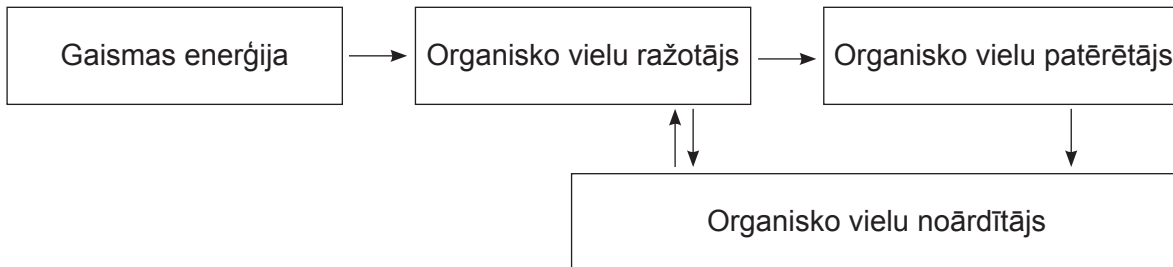 Gaismas enerģija
Organisko vielu ražotājs
Organisko vielu patērētājs
Organisko vielu noārdītājs